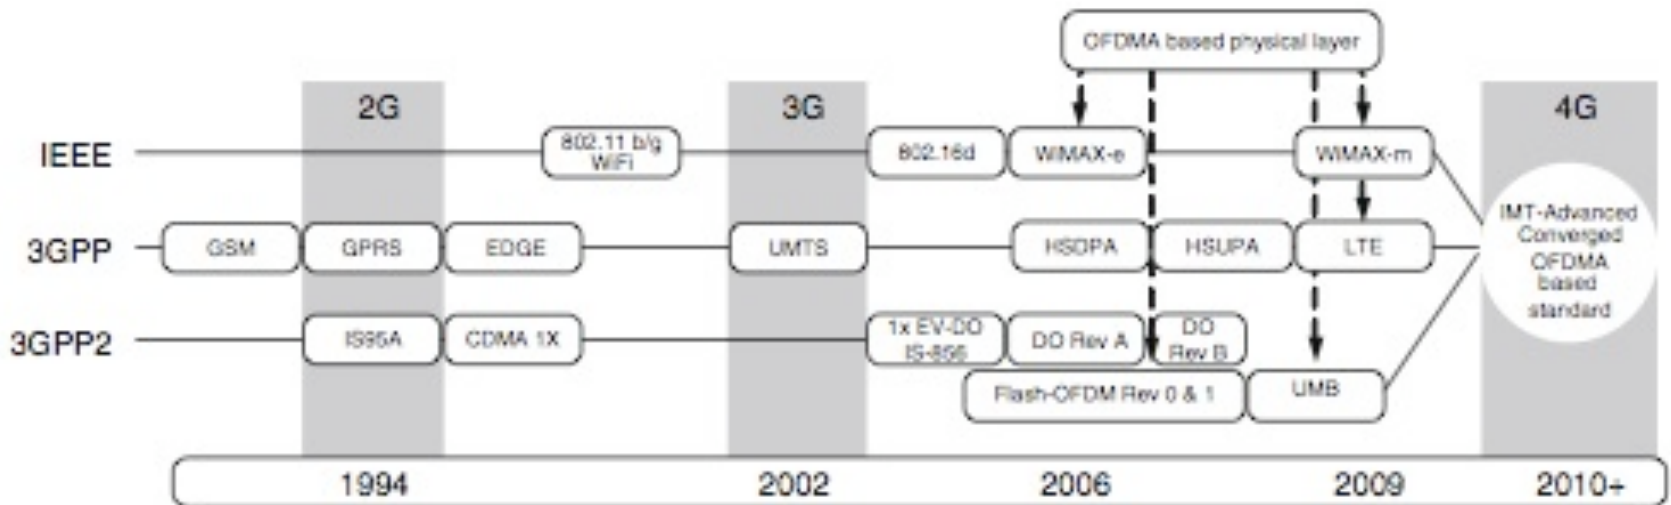 OFDMA based physical layer
2G
3G
4G
IEEE
802.11 b/g
WiFi
802.16d
WiMAX-e
WiMAX-m
3GPP
GSM
GPRS
EDGE
UMTS
HSDPA
HSUPA
LTE
IMT-Advanced
Converged
OFDMA
based
standard
3GPP2
IS95A
CDMA 1X
1x EV-DO
IS-856
DO Rev A
DO
Rev B
Flash-OFDM Rev 0 & 1
UMB
1994
2002
2006
2009
2010+